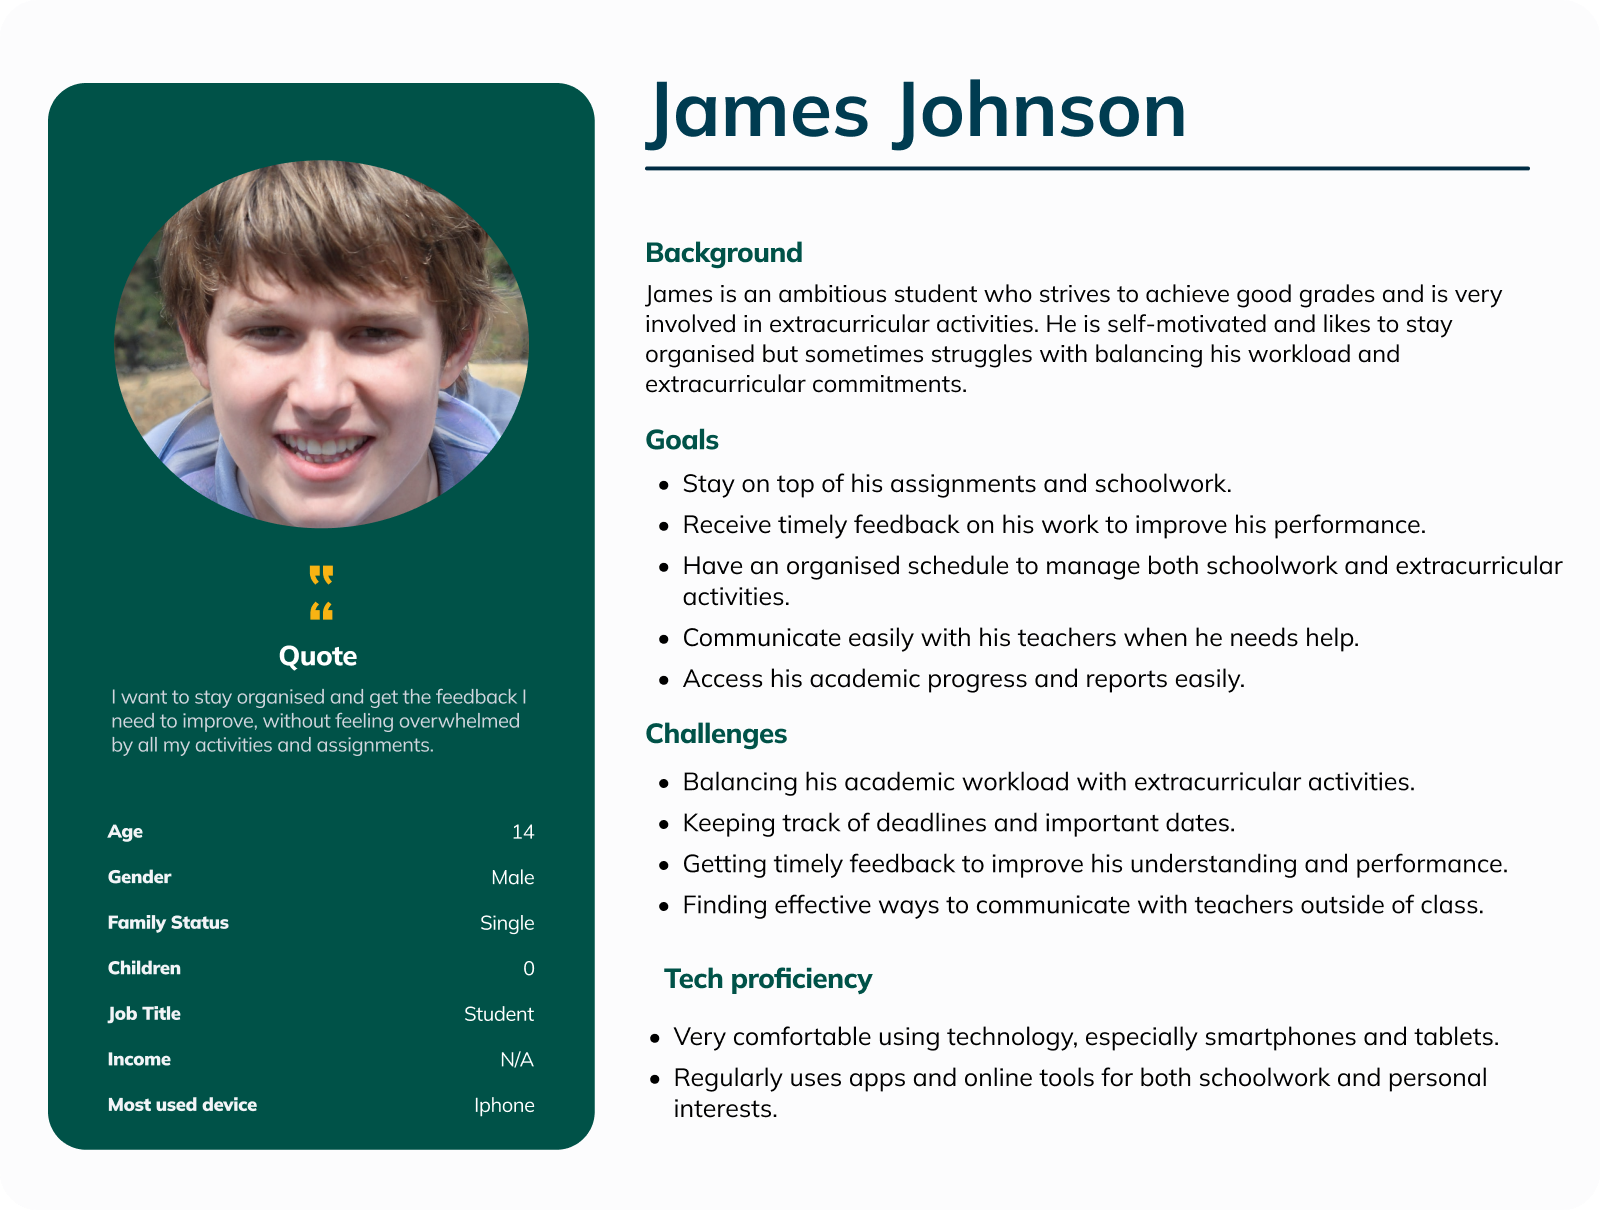 James Johnson
Background
James is an ambitious student who strives to achieve good grades and is very
involved in extracurricular activities. He is self-motivated and likes to stay
organised but sometimes struggles with balancing his workload and
extracurricular commitments.
Goals
• Stay on top of his assignments and schoolwork.
• Receive timely feedback on his work to improve his performance.
• Have an organised schedule to manage both schoolwork and extracurricular
activities.
• Communicate easily with his teachers when he needs help.
• Access his academic progress and reports easily.
Challenges
• Balancing his academic workload with extracurricular activities.
• Keeping track of deadlines and important dates.
• Getting timely feedback to improve his understanding and performance.
• Finding effective ways to communicate with teachers outside of class.
Tech proficiency
• Very comfortable using technology, especially smartphones and tablets.
• Regularly uses apps and online tools for both schoolwork and personal
interests.
”
“
Quote
I want to stay organised and get the feedback I
need to improve, without feeling overwhelmed
by all my activities and assignments.
Age 14
Gender Male
Family Status Single
Children 0
Job Title Student
Income N/A
Most used device Iphone